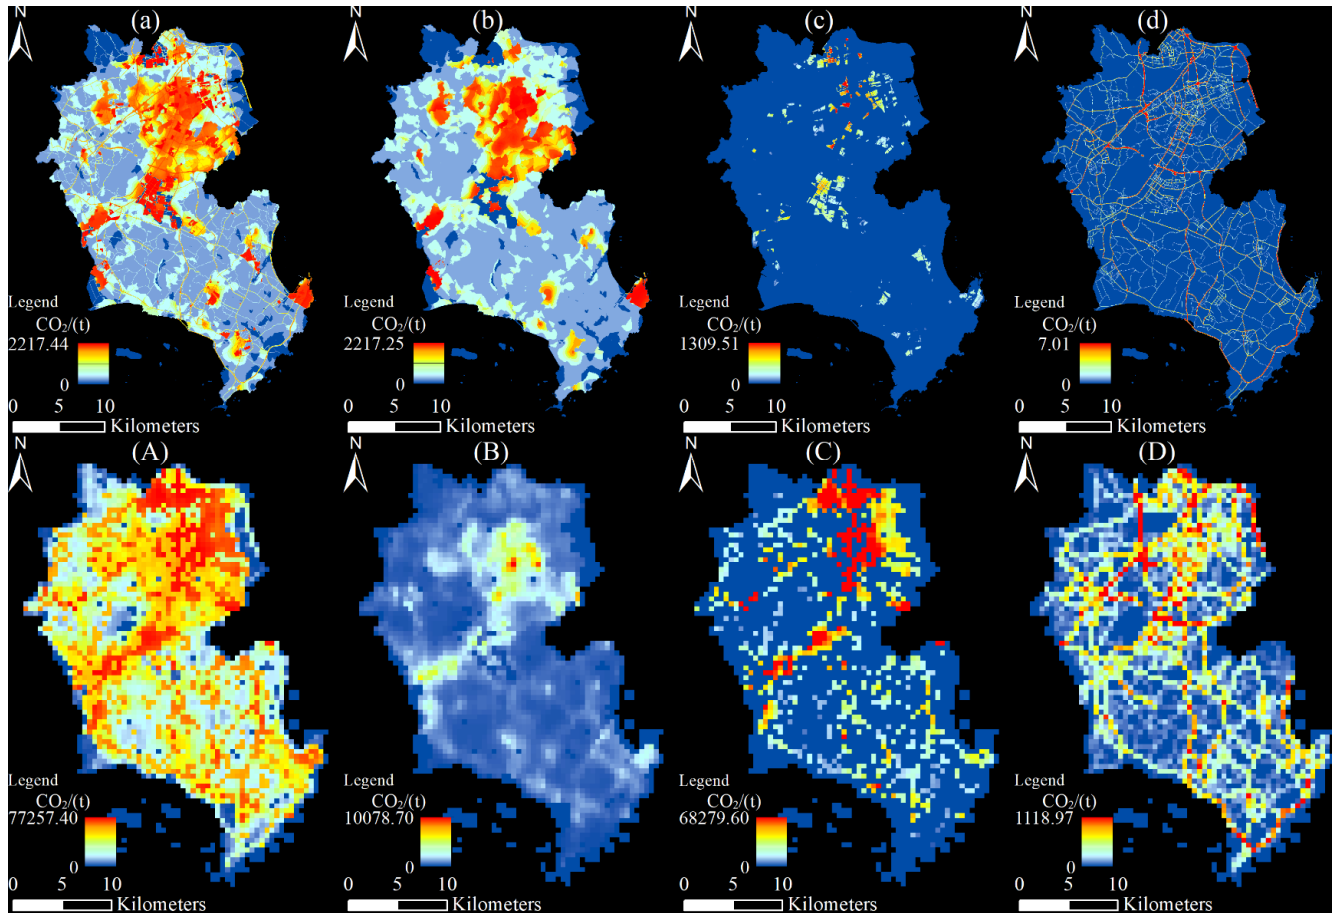 N
(a)
Legend
CO₂/(t)
2217.44
0
0 5 10
Kilometers
N
(b)
Legend
CO₂/(t)
2217.25
0
0 5 10
Kilometers
N
(c)
Legend
CO₂/(t)
1309.51
0
0 5 10
Kilometers
N
(d)
Legend
CO₂/(t)
7.01
0
0 5 10
Kilometers
N
(A)
Legend
CO₂/(t)
77257.40
0
0 5 10
Kilometers
N
(B)
Legend
CO₂/(t)
10078.70
0
0 5 10
Kilometers
N
(C)
Legend
CO₂/(t)
68279.60
0
0 5 10
Kilometers
N
(D)
Legend
CO₂/(t)
1118.97
0
0 5 10
Kilometers